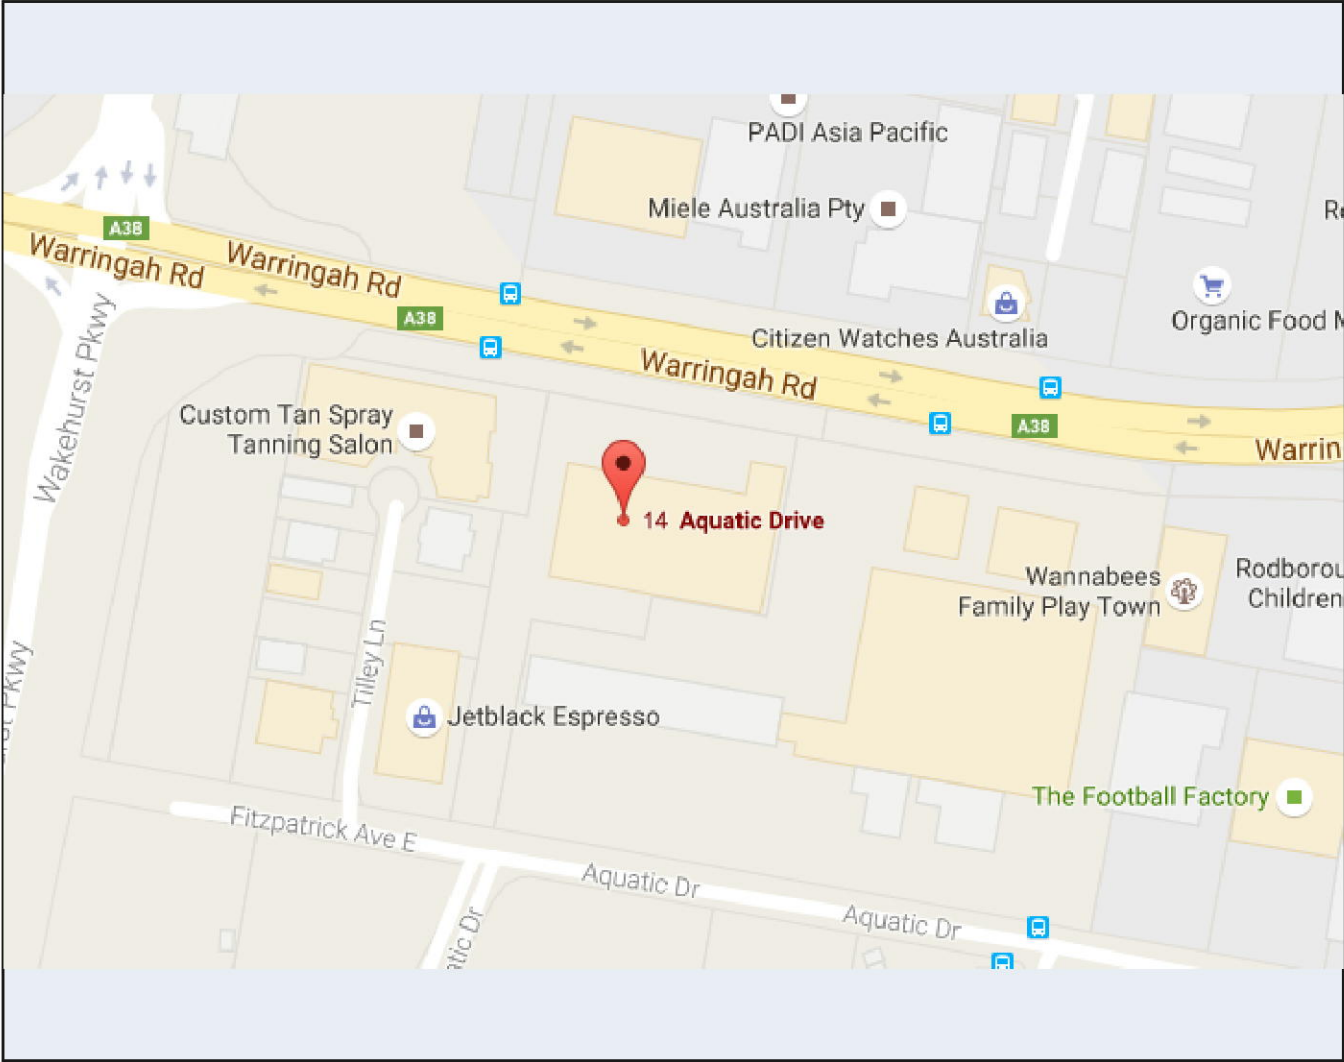 PADI Asia Pacific
Miele Australia Pty
A38
Warringah Rd
Warringah Rd
A38
Organic Food
Citizen Watches Australia
Warringah Rd
Wakehurst Pkwy
Custom Tan Spray
Tanning Salon
A38
14 Aquatic Drive
Wannabees
Family Play Town
Children
Tilley Ln
Pkwy
Jetblack Espresso
The Football Factory
Fitzpatrick Ave E
Aquatic Dr
Aquatic Dr
Dr